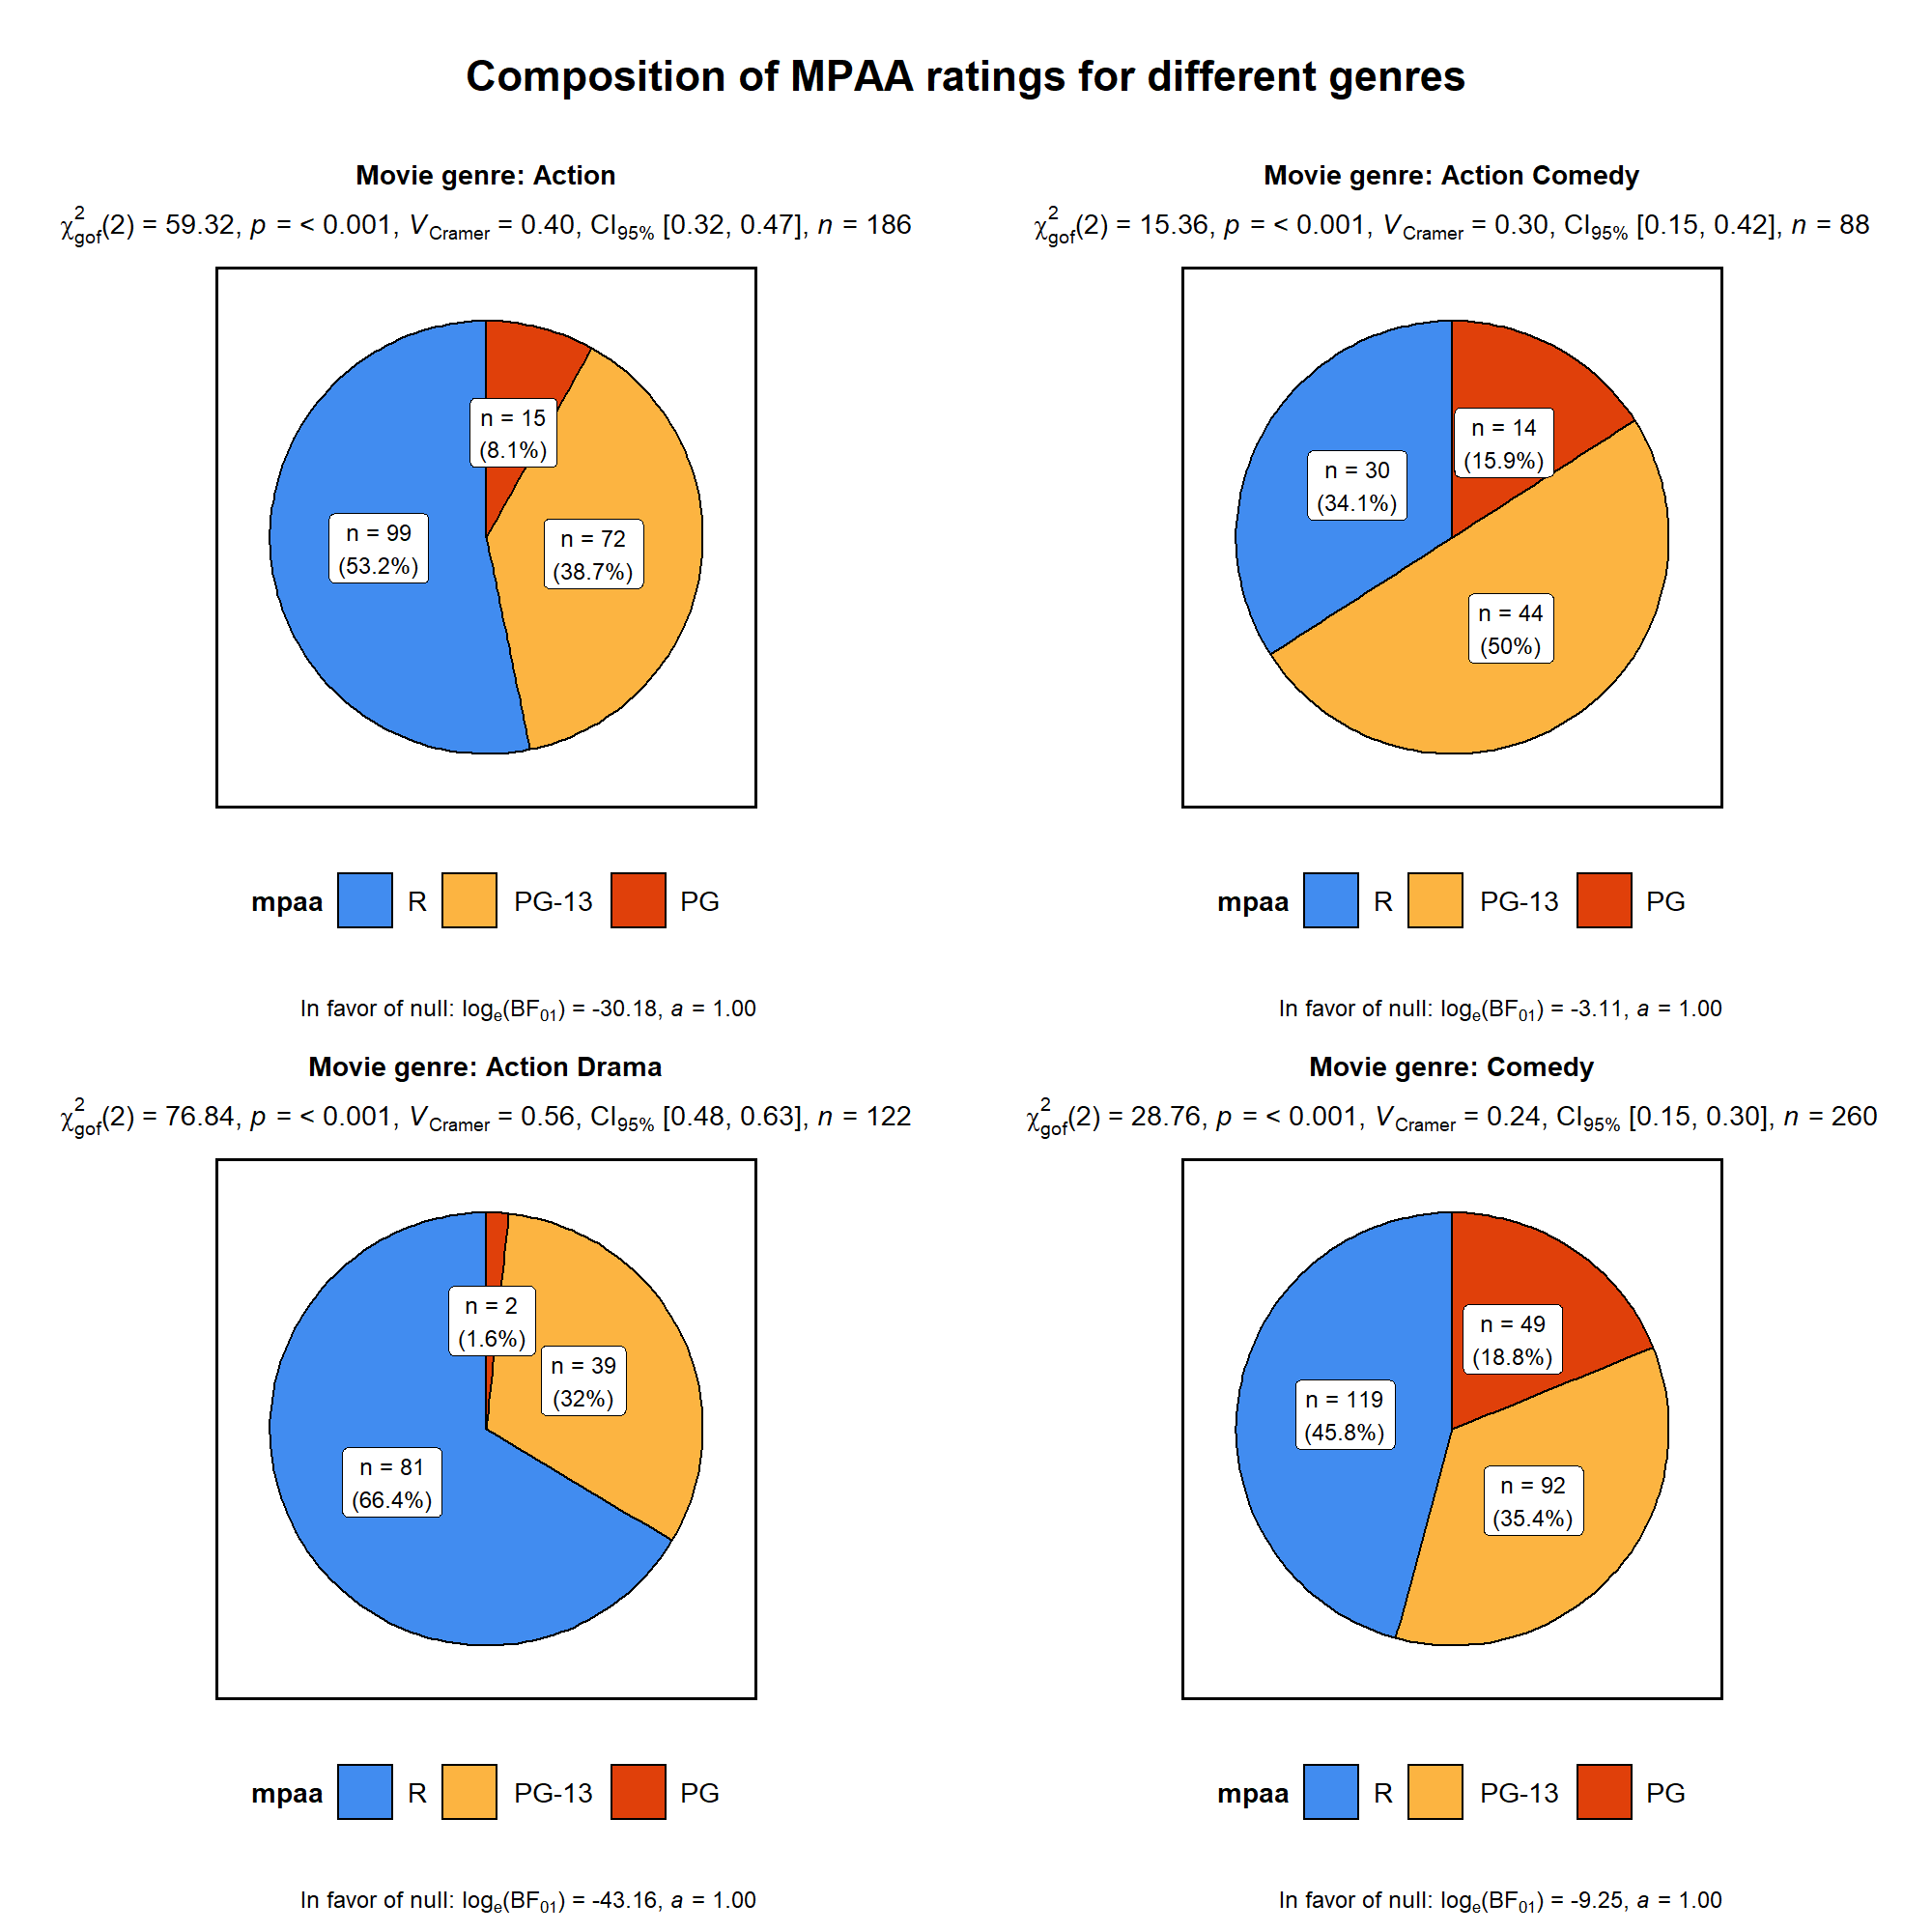 Composition of MPAA ratings for different genres
Movie genre: Action
χ²gof(2) = 59.32, p = < 0.001, VCramer = 0.40, CI95% [0.32, 0.47], n = 186
n = 15
(8.1%)
n = 99
(53.2%)
n = 72
(38.7%)
mpaa R PG-13 PG
In favor of null: loge(BF01) = -30.18, a = 1.00
Movie genre: Action Comedy
χ²gof(2) = 15.36, p = < 0.001, VCramer = 0.30, CI95% [0.15, 0.42], n = 88
n = 14
(15.9%)
n = 30
(34.1%)
n = 44
(50%)
mpaa R PG-13 PG
In favor of null: loge(BF01) = -3.11, a = 1.00
Movie genre: Action Drama
χ²gof(2) = 76.84, p = < 0.001, VCramer = 0.56, CI95% [0.48, 0.63], n = 122
n = 2
(1.6%)
n = 39
(32%)
n = 81
(66.4%)
mpaa R PG-13 PG
In favor of null: loge(BF01) = -43.16, a = 1.00
Movie genre: Comedy
χ²gof(2) = 28.76, p = < 0.001, VCramer = 0.24, CI95% [0.15, 0.30], n = 260
n = 49
(18.8%)
n = 119
(45.8%)
n = 92
(35.4%)
mpaa R PG-13 PG
In favor of null: loge(BF01) = -9.25, a = 1.00